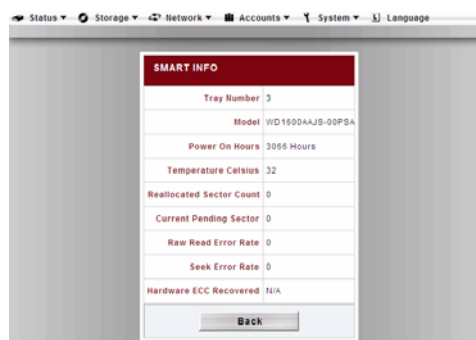 Status Storage Network Accounts System Language
SMART INFO
Tray Number 3
Model WD1600AAJS-00PSA
Power On Hours 3066 Hours
Temperature Celsius 32
Reallocated Sector Count 0
Current Pending Sector 0
Raw Read Error Rate 0
Seek Error Rate 0
Hardware ECC Recovered N/A
Back